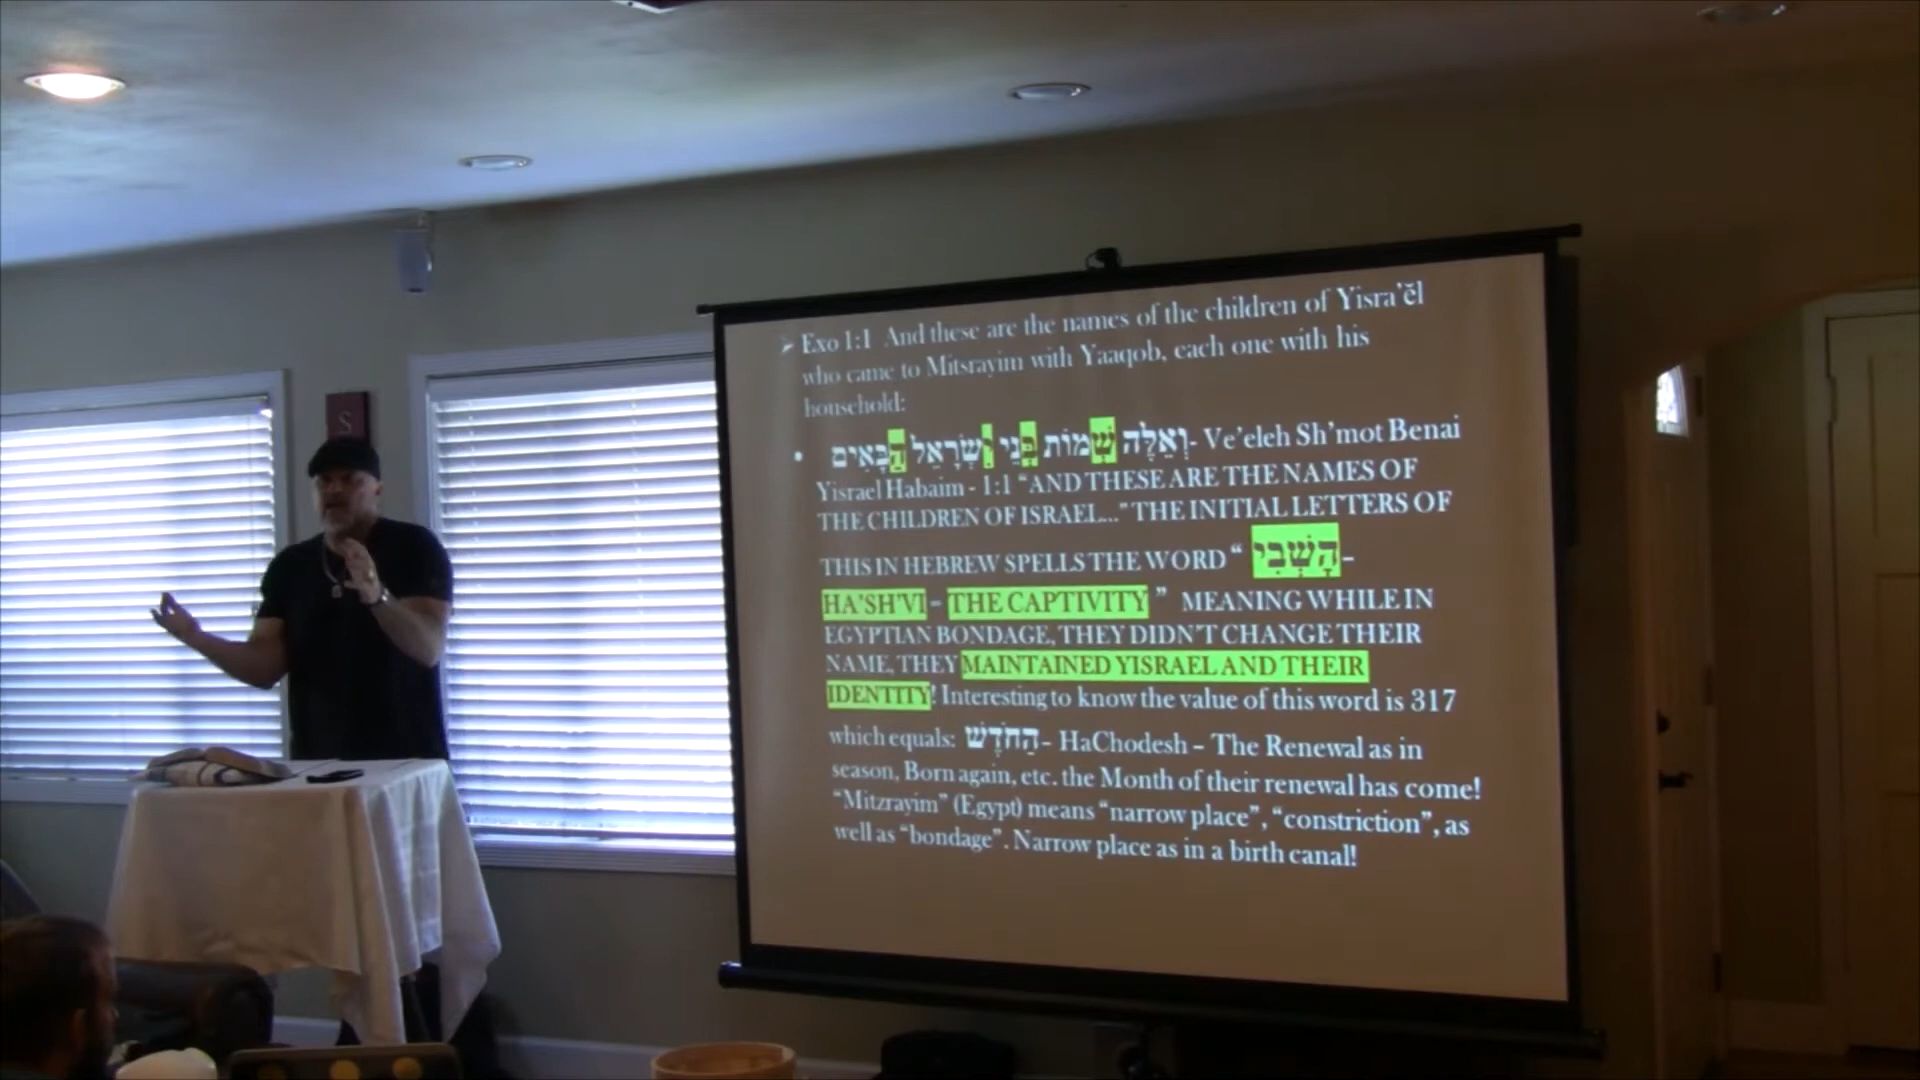 S
➤ Exo 1:1 And these are the names of the children of Yisra'ĕl
who came to Mitsrayim with Yaaqob, each one with his
household:
• וְאֵלֶּה שְׁמוֹת בְּנֵי יִשְׂרָאֵל הַבָּאִים- Ve'eleh Sh'mot Benai
Yisrael Habaim - 1:1 “AND THESE ARE THE NAMES OF
THE CHILDREN OF ISRAEL...” THE INITIAL LETTERS OF
THIS IN HEBREW SPELLS THE WORD “ הָשְׁבִי –
HA'SH'VI – THE CAPTIVITY ” MEANING WHILE IN
EGYPTIAN BONDAGE, THEY DIDN'T CHANGE THEIR
NAME, THEY MAINTAINED YISRAEL AND THEIR
IDENTITY! Interesting to know the value of this word is 317
which equals: הַחֹדֶשׁ – HaChodesh – The Renewal as in
season, Born again, etc. the Month of their renewal has come!
“Mitzrayim” (Egypt) means “narrow place”, “constriction”, as
well as “bondage”. Narrow place as in a birth canal!